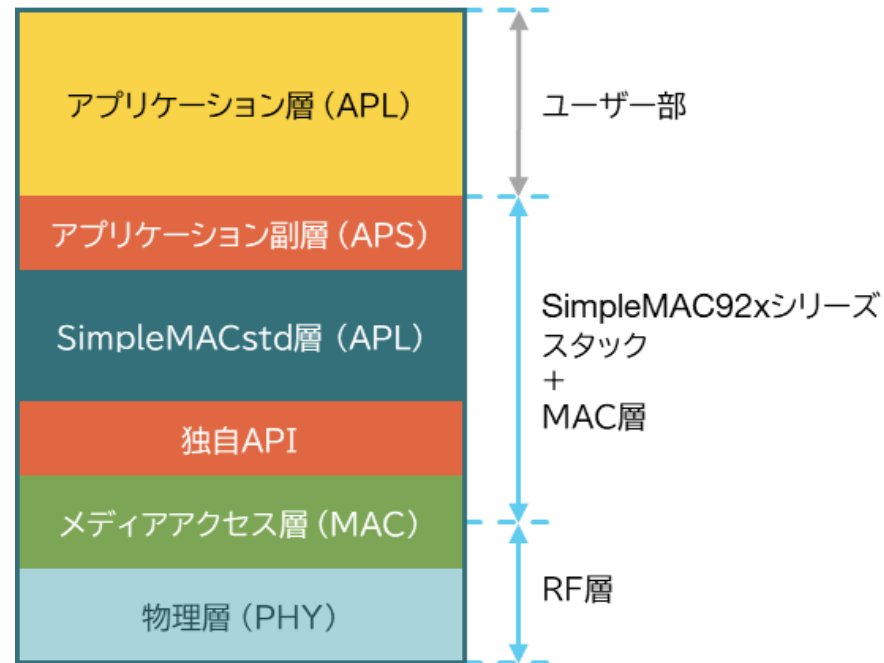 アプリケーション層（APL）
ユーザー部
アプリケーション副層（APS）
SimpleMACstd層（APL）
SimpleMAC92xシリーズ
スタック
+
MAC層
独自API
メディアアクセス層（MAC）
RF層
物理層（PHY）